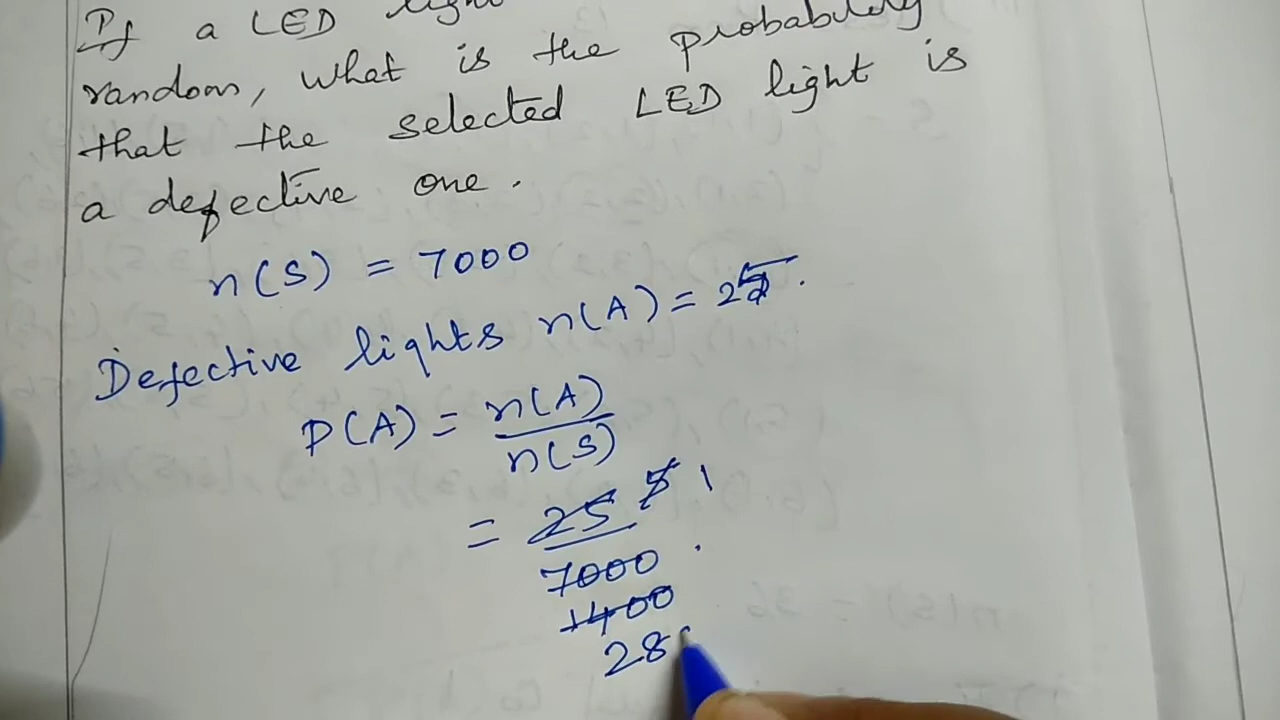 If a LED light
random, what is the probability
that the selected LED light is
a defective one.
n(S) = 7000
Defective lights n(A) = 25.
P(A) = n(A)
n(S)
= 25 5 1
7000
1400
28